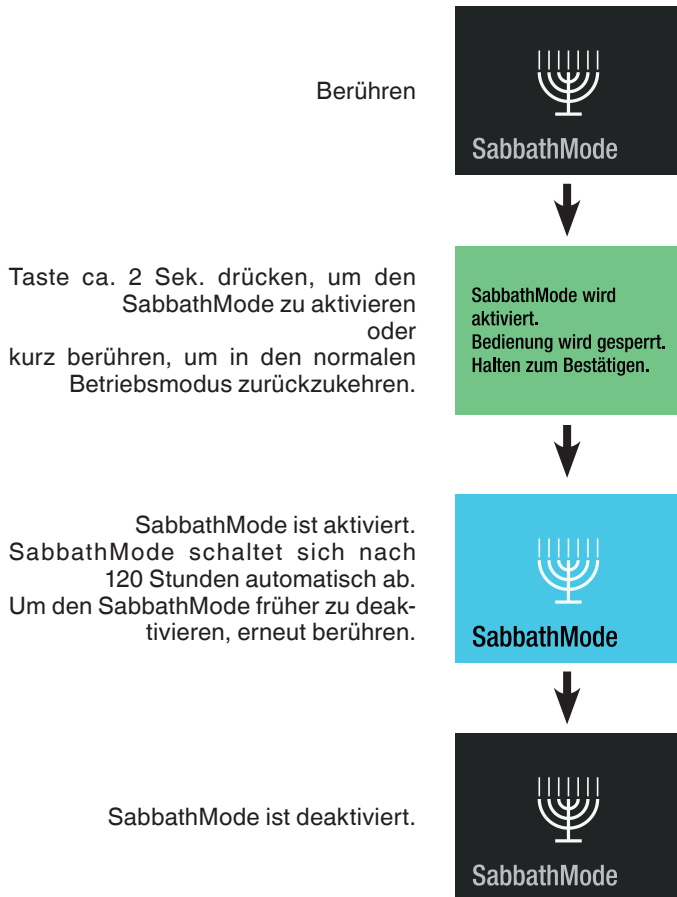 Berühren
SabbathMode
Taste ca. 2 Sek. drücken, um den
SabbathMode zu aktivieren
oder
kurz berühren, um in den normalen
Betriebsmodus zurückzukehren.
SabbathMode wird
aktiviert.
Bedienung wird gesperrt.
Halten zum Bestätigen.
SabbathMode ist aktiviert.
SabbathMode schaltet sich nach
120 Stunden automatisch ab.
Um den SabbathMode früher zu deak-
tivieren, erneut berühren.
SabbathMode
SabbathMode ist deaktiviert.
SabbathMode